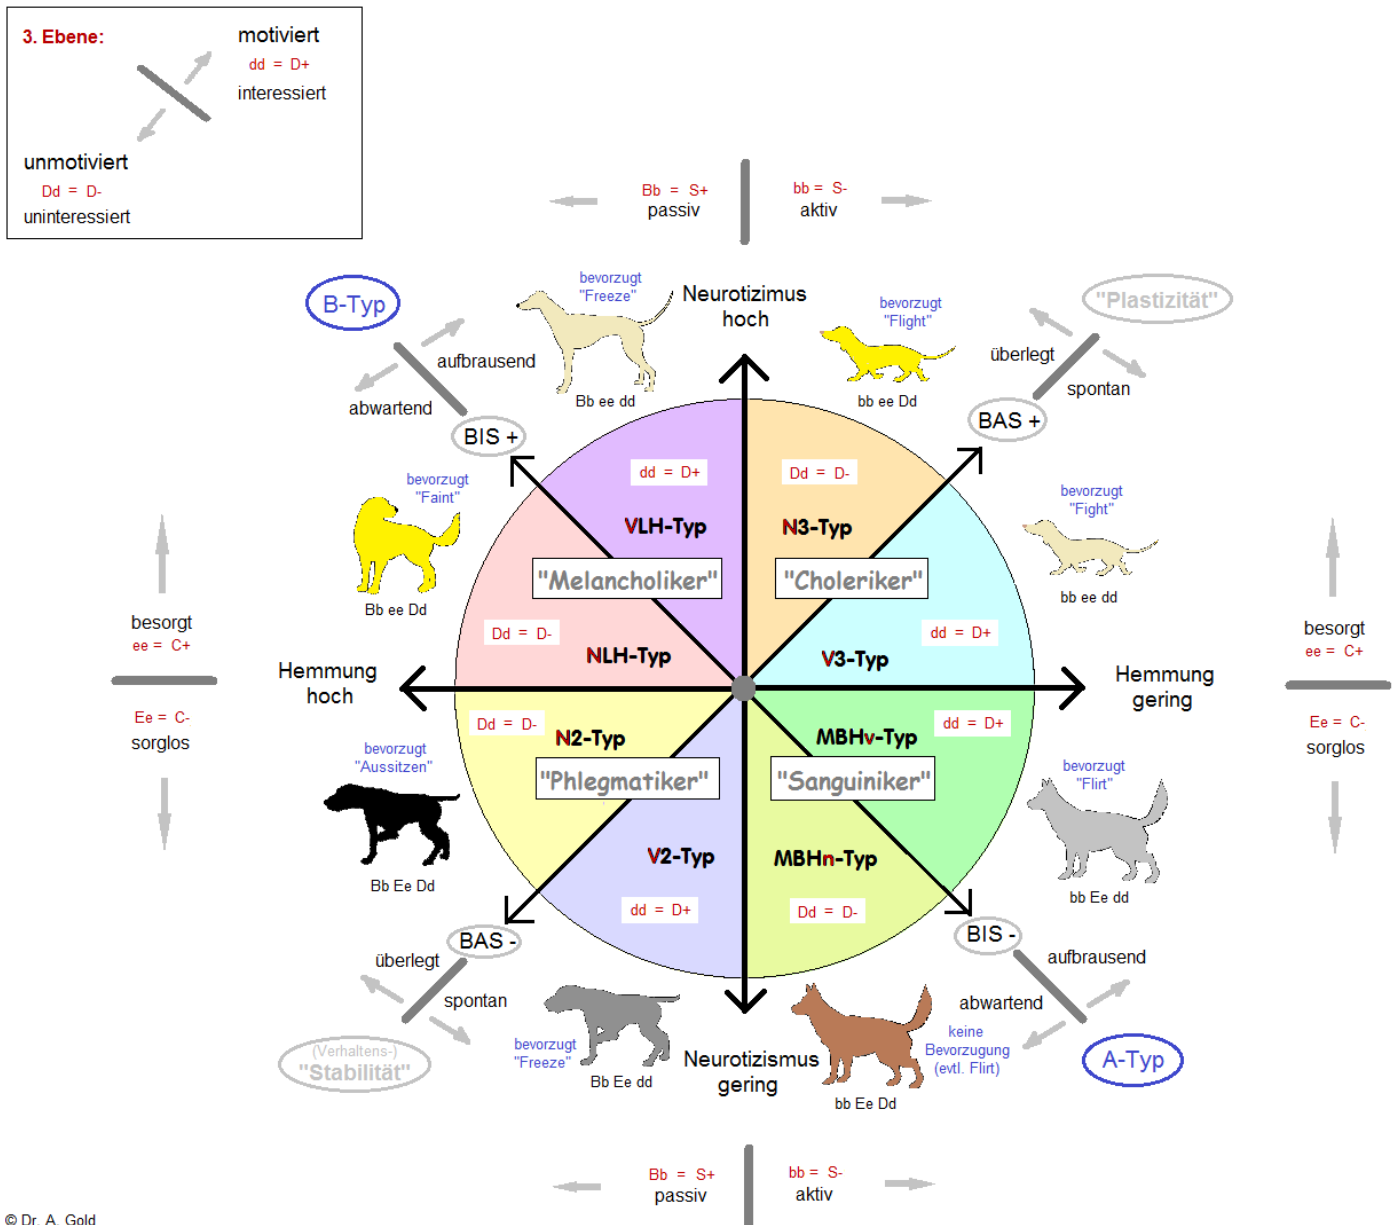 3. Ebene:
motiviert
dd = D+
interessiert
unmotiviert
Dd = D-
uninteressiert
Bb = S+
passiv
bb = S-
aktiv
B-Typ
bevorzugt
"Freeze"
Neurotizimus
hoch
bevorzugt
"Flight"
"Plastizität"
aufbrausend
abwartend
überlegt
spontan
Bb ee dd
bb ee Dd
BIS +
BAS +
bevorzugt
"Faint"
dd = D+
Dd = D-
bevorzugt
"Fight"
VLH-Typ
N3-Typ
"Melancholiker"
"Choleriker"
Bb ee Dd
bb ee dd
besorgt
ee = C+
Dd = D-
dd = D+
besorgt
ee = C+
NLH-Typ
V3-Typ
Hemmung
hoch
Hemmung
gering
Ee = C-
sorglos
Dd = D-
dd = D+
Ee = C-
sorglos
N2-Typ
MBHv-Typ
bevorzugt
"Aussitzen"
"Phlegmatiker"
"Sanguiniker"
bevorzugt
"Flirt"
V2-Typ
MBHn-Typ
Bb Ee Dd
bb Ee dd
dd = D+
Dd = D-
BAS -
BIS -
überlegt
spontan
aufbrausend
abwartend
(Verhaltens-)
"Stabilität"
bevorzugt
"Freeze"
Bb Ee dd
Neurotizismus
gering
keine
Bevorzugung
(evtl. Flirt)
bb Ee Dd
A-Typ
Bb = S+
passiv
bb = S-
aktiv
© Dr. A. Gold